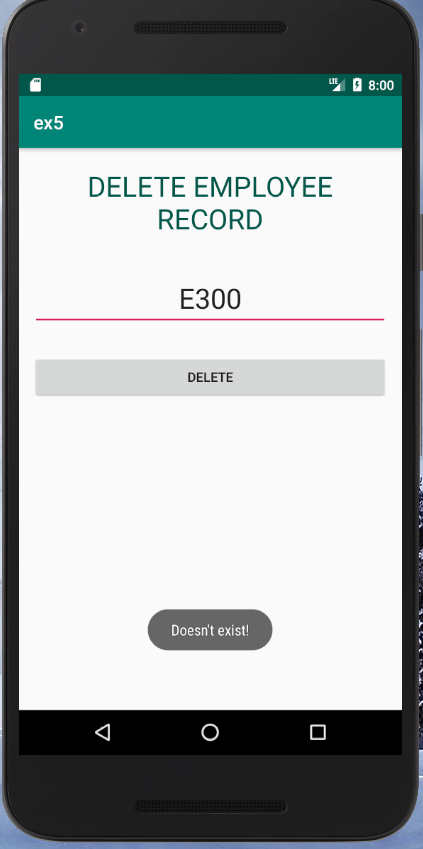 LTE 8:00
ex5
DELETE EMPLOYEE
RECORD
E300
DELETE
Doesn't exist!